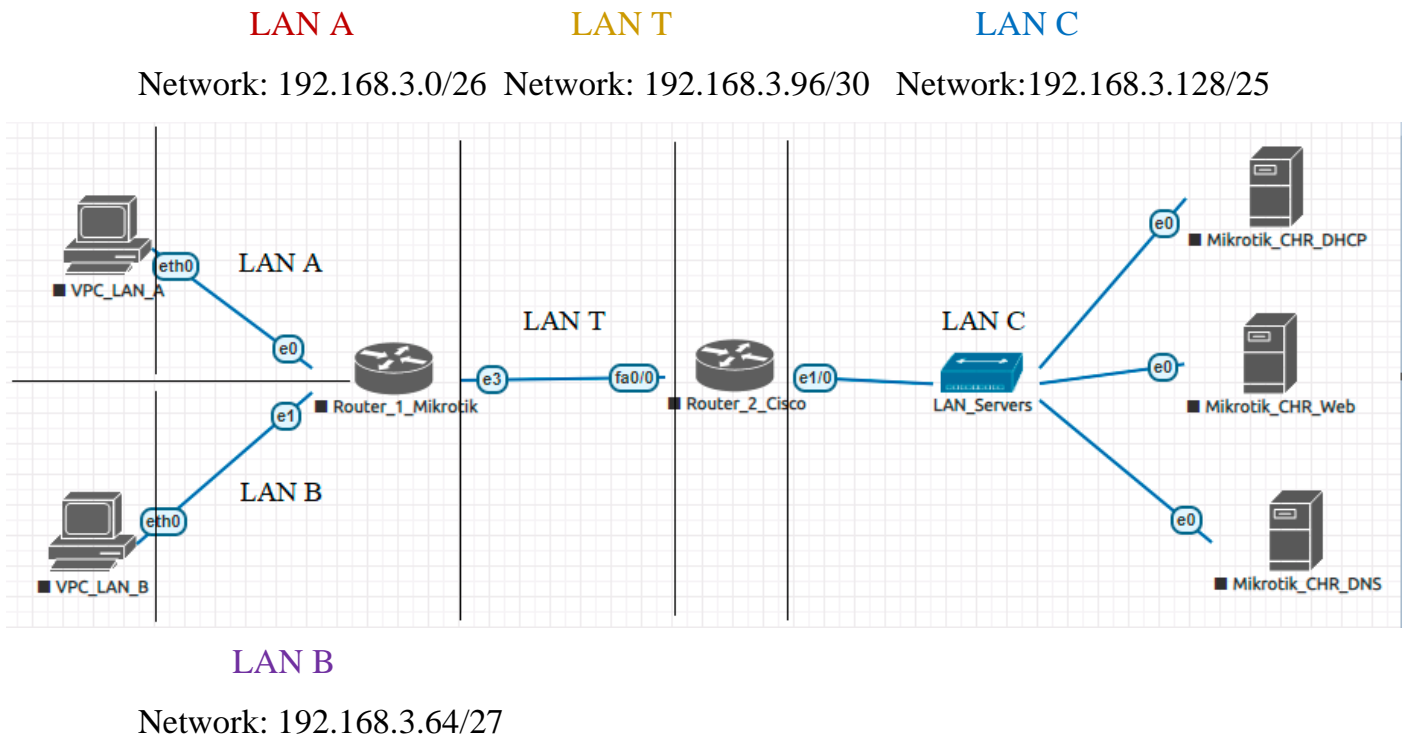 LAN A LAN T LAN C
Network: 192.168.3.0/26 Network: 192.168.3.96/30 Network:192.168.3.128/25
e0
Mikrotik_CHR_DHCP
eth0
LAN A
VPC_LAN_A
LAN T
LAN C
e0
e0
e3
fa0/0
e1/0
Router_1_Mikrotik
Router_2_Cisco
LAN_Servers
Mikrotik_CHR_Web
e1
LAN B
eth0
e0
VPC_LAN_B
Mikrotik_CHR_DNS
LAN B
Network: 192.168.3.64/27